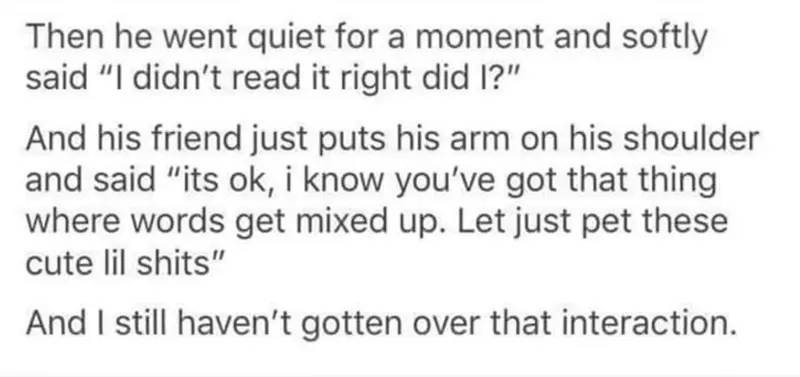 Then he went quiet for a moment and softly
said “I didn’t read it right did I?”
And his friend just puts his arm on his shoulder
and said “its ok, i know you’ve got that thing
where words get mixed up. Let just pet these
cute lil shits”
And I still haven’t gotten over that interaction.